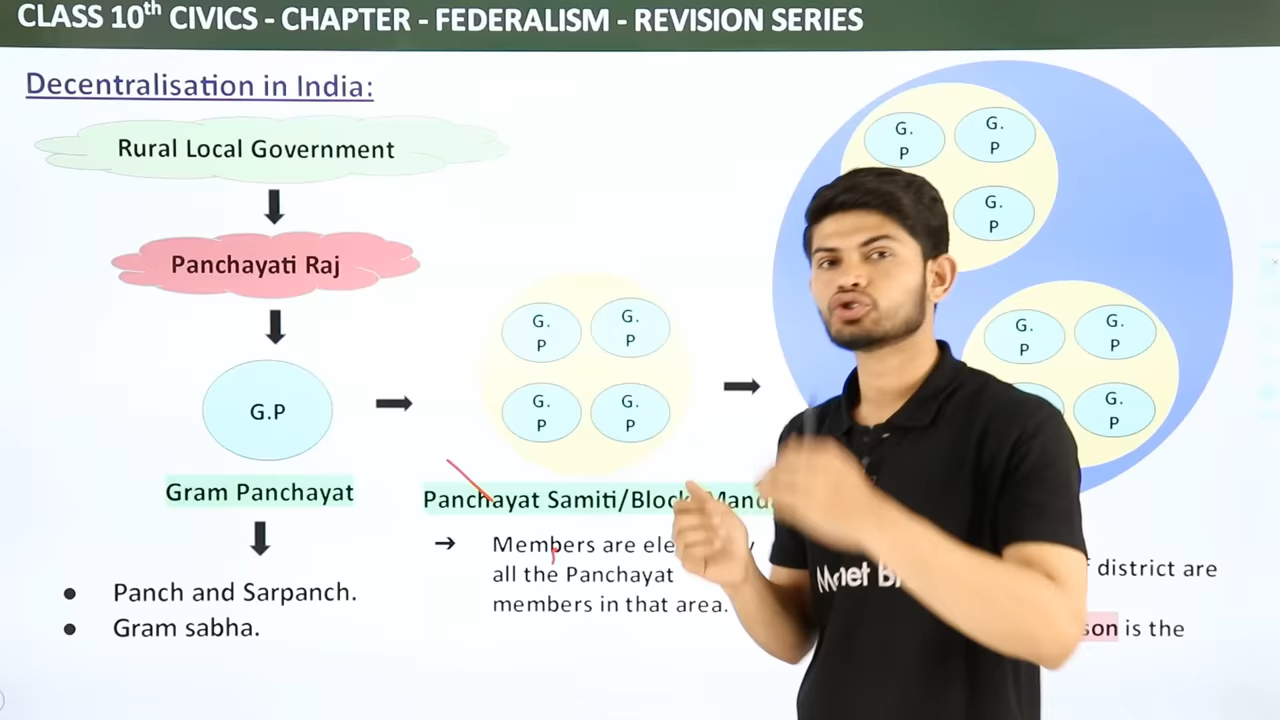 CLASS 10th CIVICS - CHAPTER - FEDERALISM - REVISION SERIES
Decentralisation in India:
Rural Local Government
Panchayati Raj
G.P
Gram Panchayat
Panch and Sarpanch.
Gram sabha.
G.
P
G.
P
G.
P
G.
P
Panchayat Samiti/Block
Members are
all the Panchayat
members in that area.
G.
P
G.
P
G.
P
G.
P
G.
P
G.
P
district are
is the